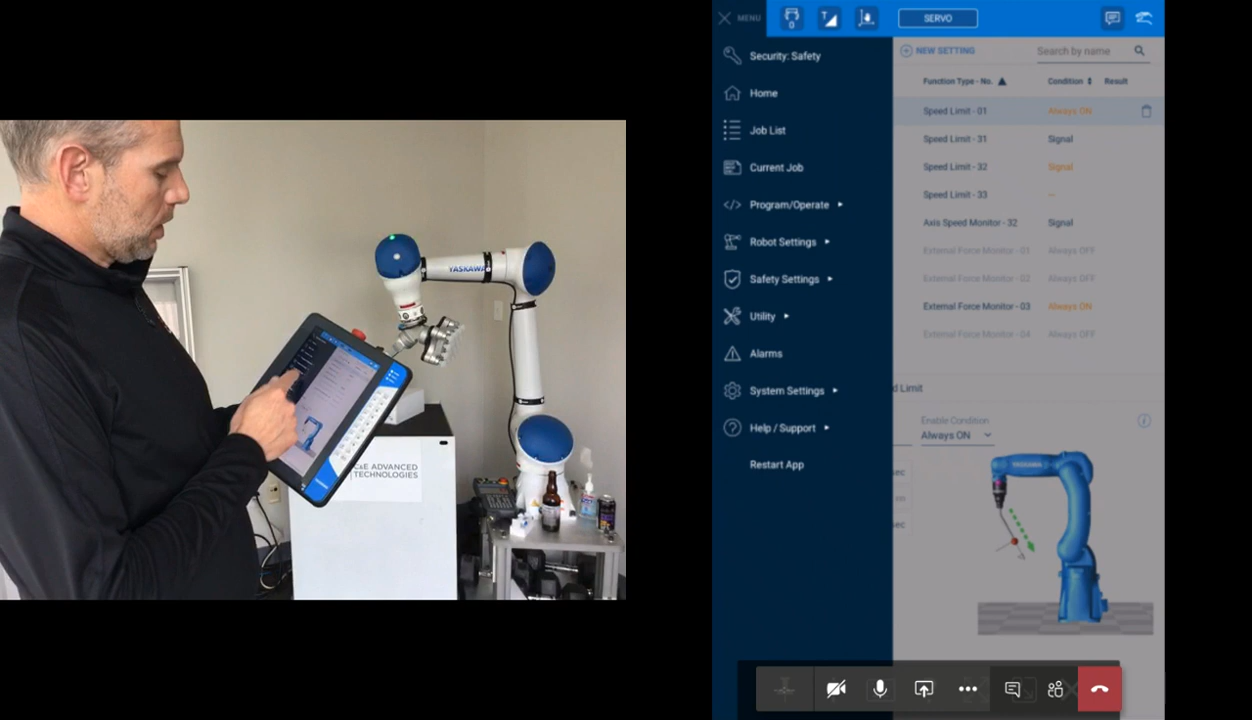 YASKAWA
C&E ADVANCED
TECHNOLOGIES
MENU
0
T
SERVO
Security: Safety
Home
Job List
Current Job
Program/Operate
Robot Settings
Safety Settings
Utility
Alarms
System Settings
Help / Support
Restart App
NEW SETTING
Search by name
Function Type - No.
Condition
Result
Speed Limit - 01
Always ON
Speed Limit - 31
Signal
Speed Limit - 32
Signal
Speed Limit - 33
--
Axis Speed Monitor - 32
Signal
External Force Monitor - 01
Always OFF
External Force Monitor - 02
Always OFF
External Force Monitor - 03
Always ON
External Force Monitor - 04
Always OFF
d Limit
Enable Condition
Always ON
sec
sec
YASKAWA